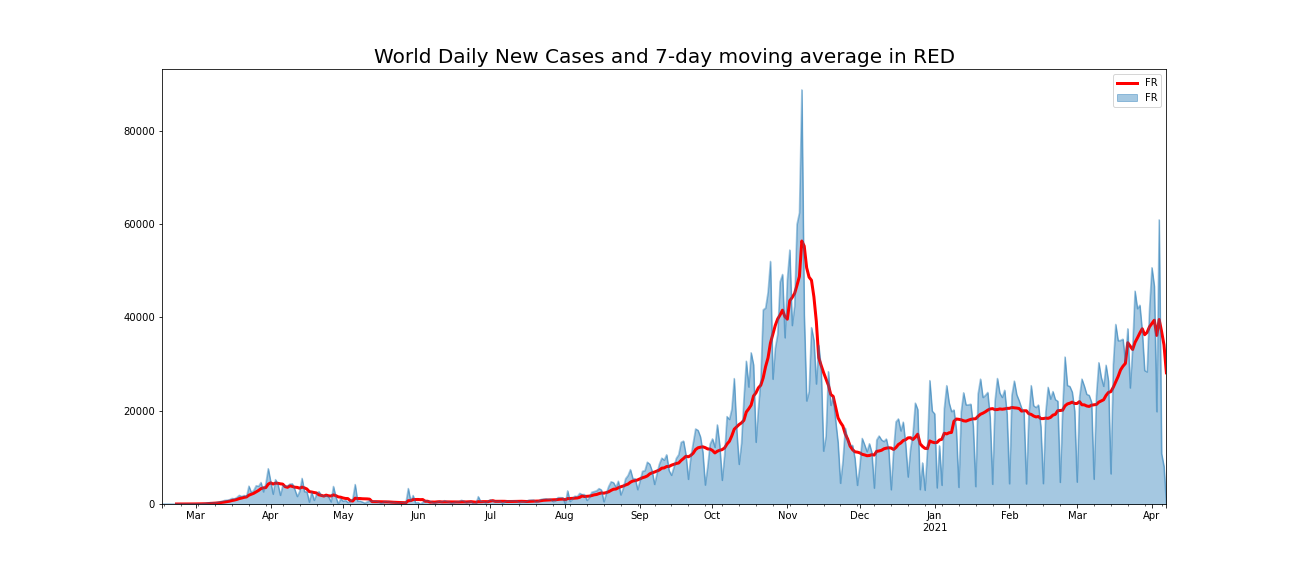 World Daily New Cases and 7-day moving average in RED
FR
FR
80000
60000
40000
20000
0
Mar Apr May Jun Jul Aug Sep Oct Nov Dec Jan Feb Mar Apr
2021